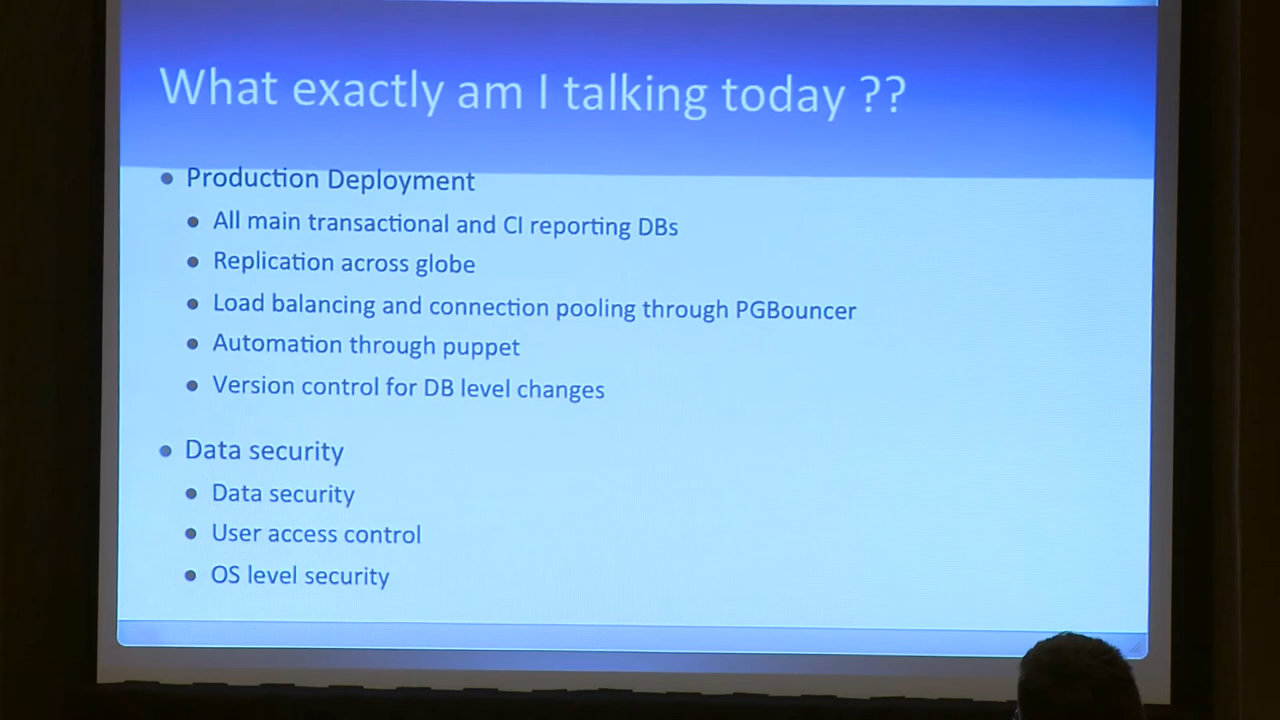 What exactly am I talking today ??
• Production Deployment
• All main transactional and CI reporting DBs
• Replication across globe
• Load balancing and connection pooling through PGBouncer
• Automation through puppet
• Version control for DB level changes
• Data security
• Data security
• User access control
• OS level security